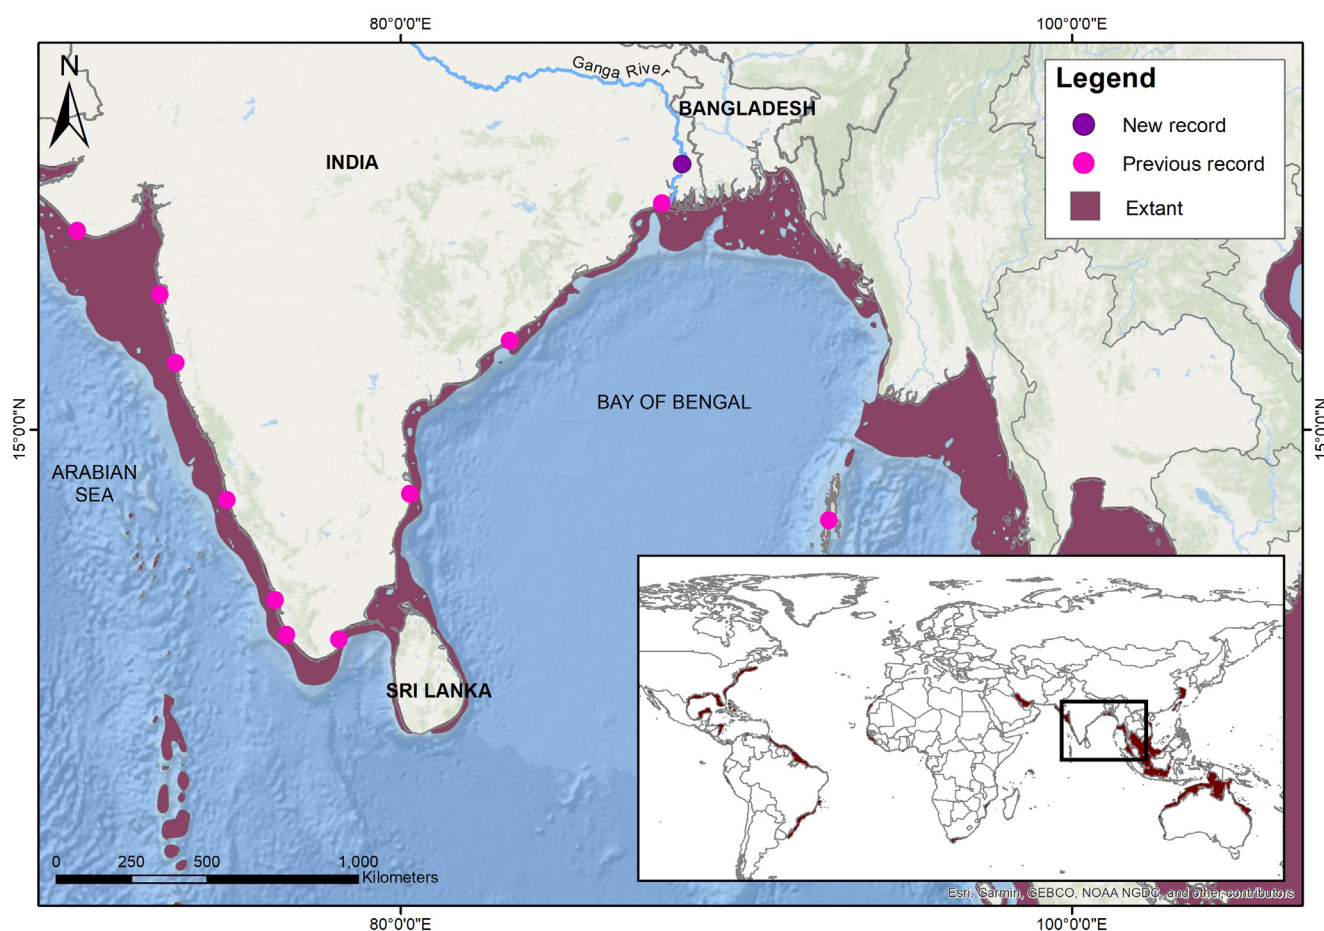 80°0'0"E
100°0'0"E
N
Ganga River
BANGLADESH
INDIA
Legend
New record
Previous record
Extant
15°0'0"N
15°0'0"N
BAY OF BENGAL
ARABIAN
SEA
SRI LANKA
0 250 500 1,000
Kilometers
Esri, Garmin, GEBCO, NOAA NGDC, and other contributors
80°0'0"E
100°0'0"E